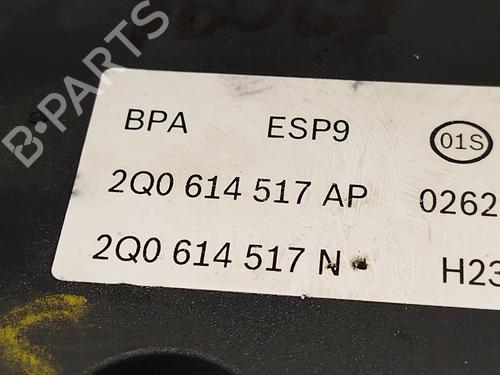 BPA ESP9 01S
2Q0 614 517 AP 0262
2Q0 614 517 N H23
B-PARTS